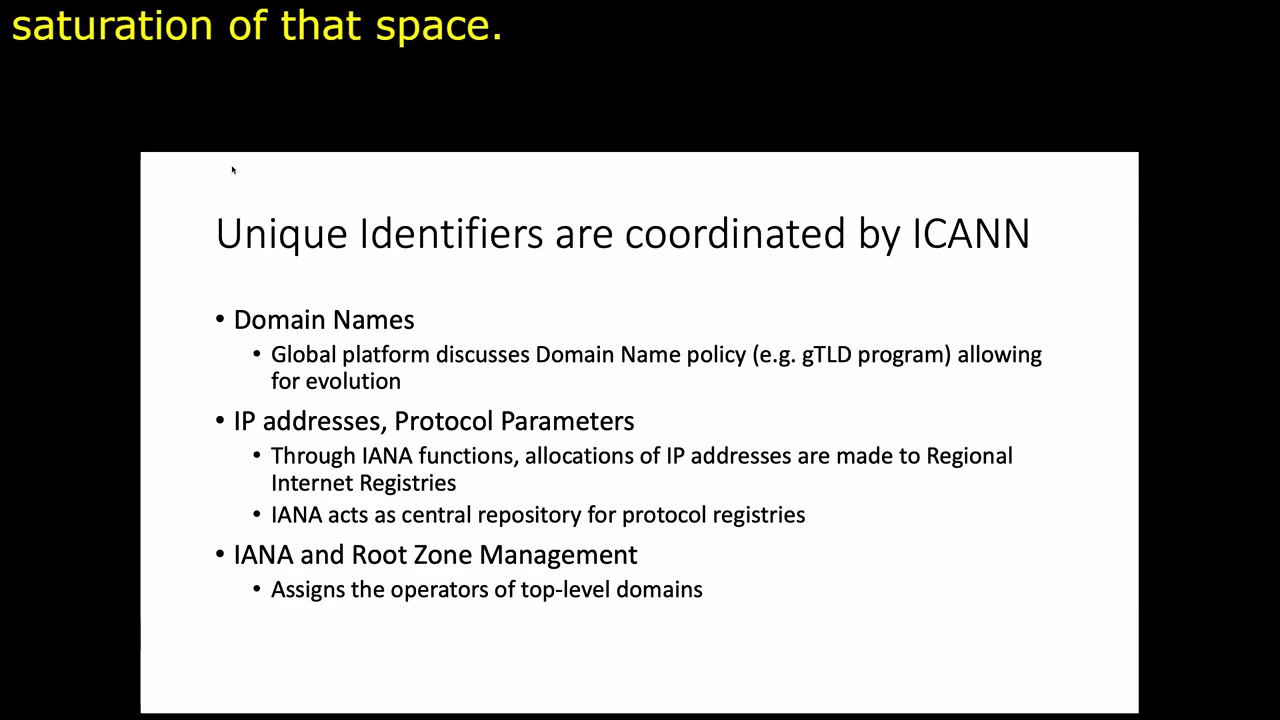 saturation of that space.
Unique Identifiers are coordinated by ICANN
• Domain Names
• Global platform discusses Domain Name policy (e.g. gTLD program) allowing
for evolution
• IP addresses, Protocol Parameters
• Through IANA functions, allocations of IP addresses are made to Regional
Internet Registries
• IANA acts as central repository for protocol registries
• IANA and Root Zone Management
• Assigns the operators of top-level domains